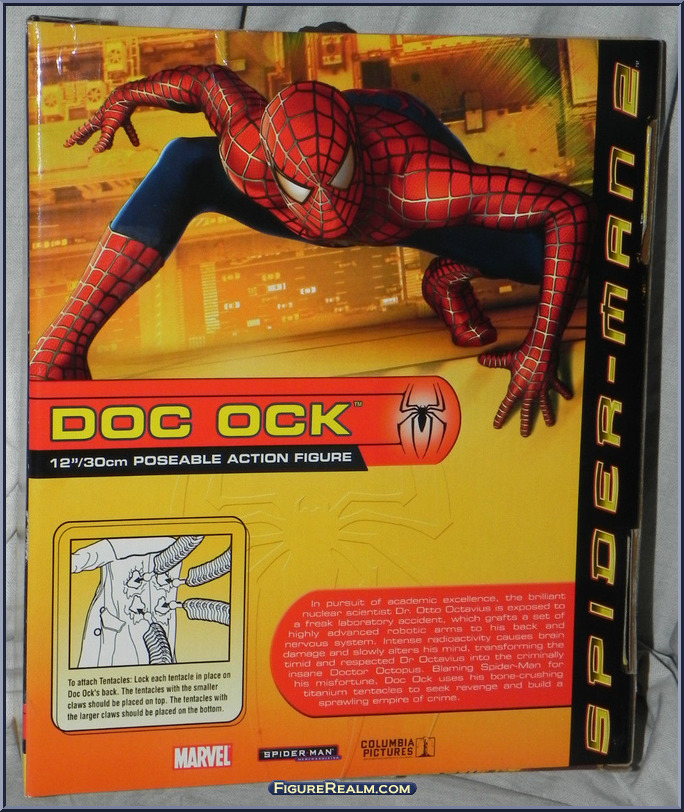 SPIDER-MAN 2
DOC OCK™
12"/30cm POSEABLE ACTION FIGURE
To attach Tentacles: Lock each tentacle in place on
Doc Ock's back. The tentacles with the smaller
claws should be placed on top. The tentacles with
the larger claws should be placed on the bottom.
In pursuit of academic excellence, the brilliant
nuclear scientist Dr. Otto Octavius is exposed to
a freak laboratory accident, which grafts a set of
highly advanced robotic arms to his back and
nervous system. Intense radioactivity causes brain
damage and slowly alters his mind, transforming the
timid and respected Dr Octavius into the criminally
insane Doctor Octopus. Blaming Spider-Man for
his misfortune, Doc Ock uses his bone-crushing
titanium tentacles to seek revenge and build a
sprawling empire of crime.
MARVEL
SPIDER-MAN
MERCHANDISING
COLUMBIA
PICTURES
FIGUREREALM.COM